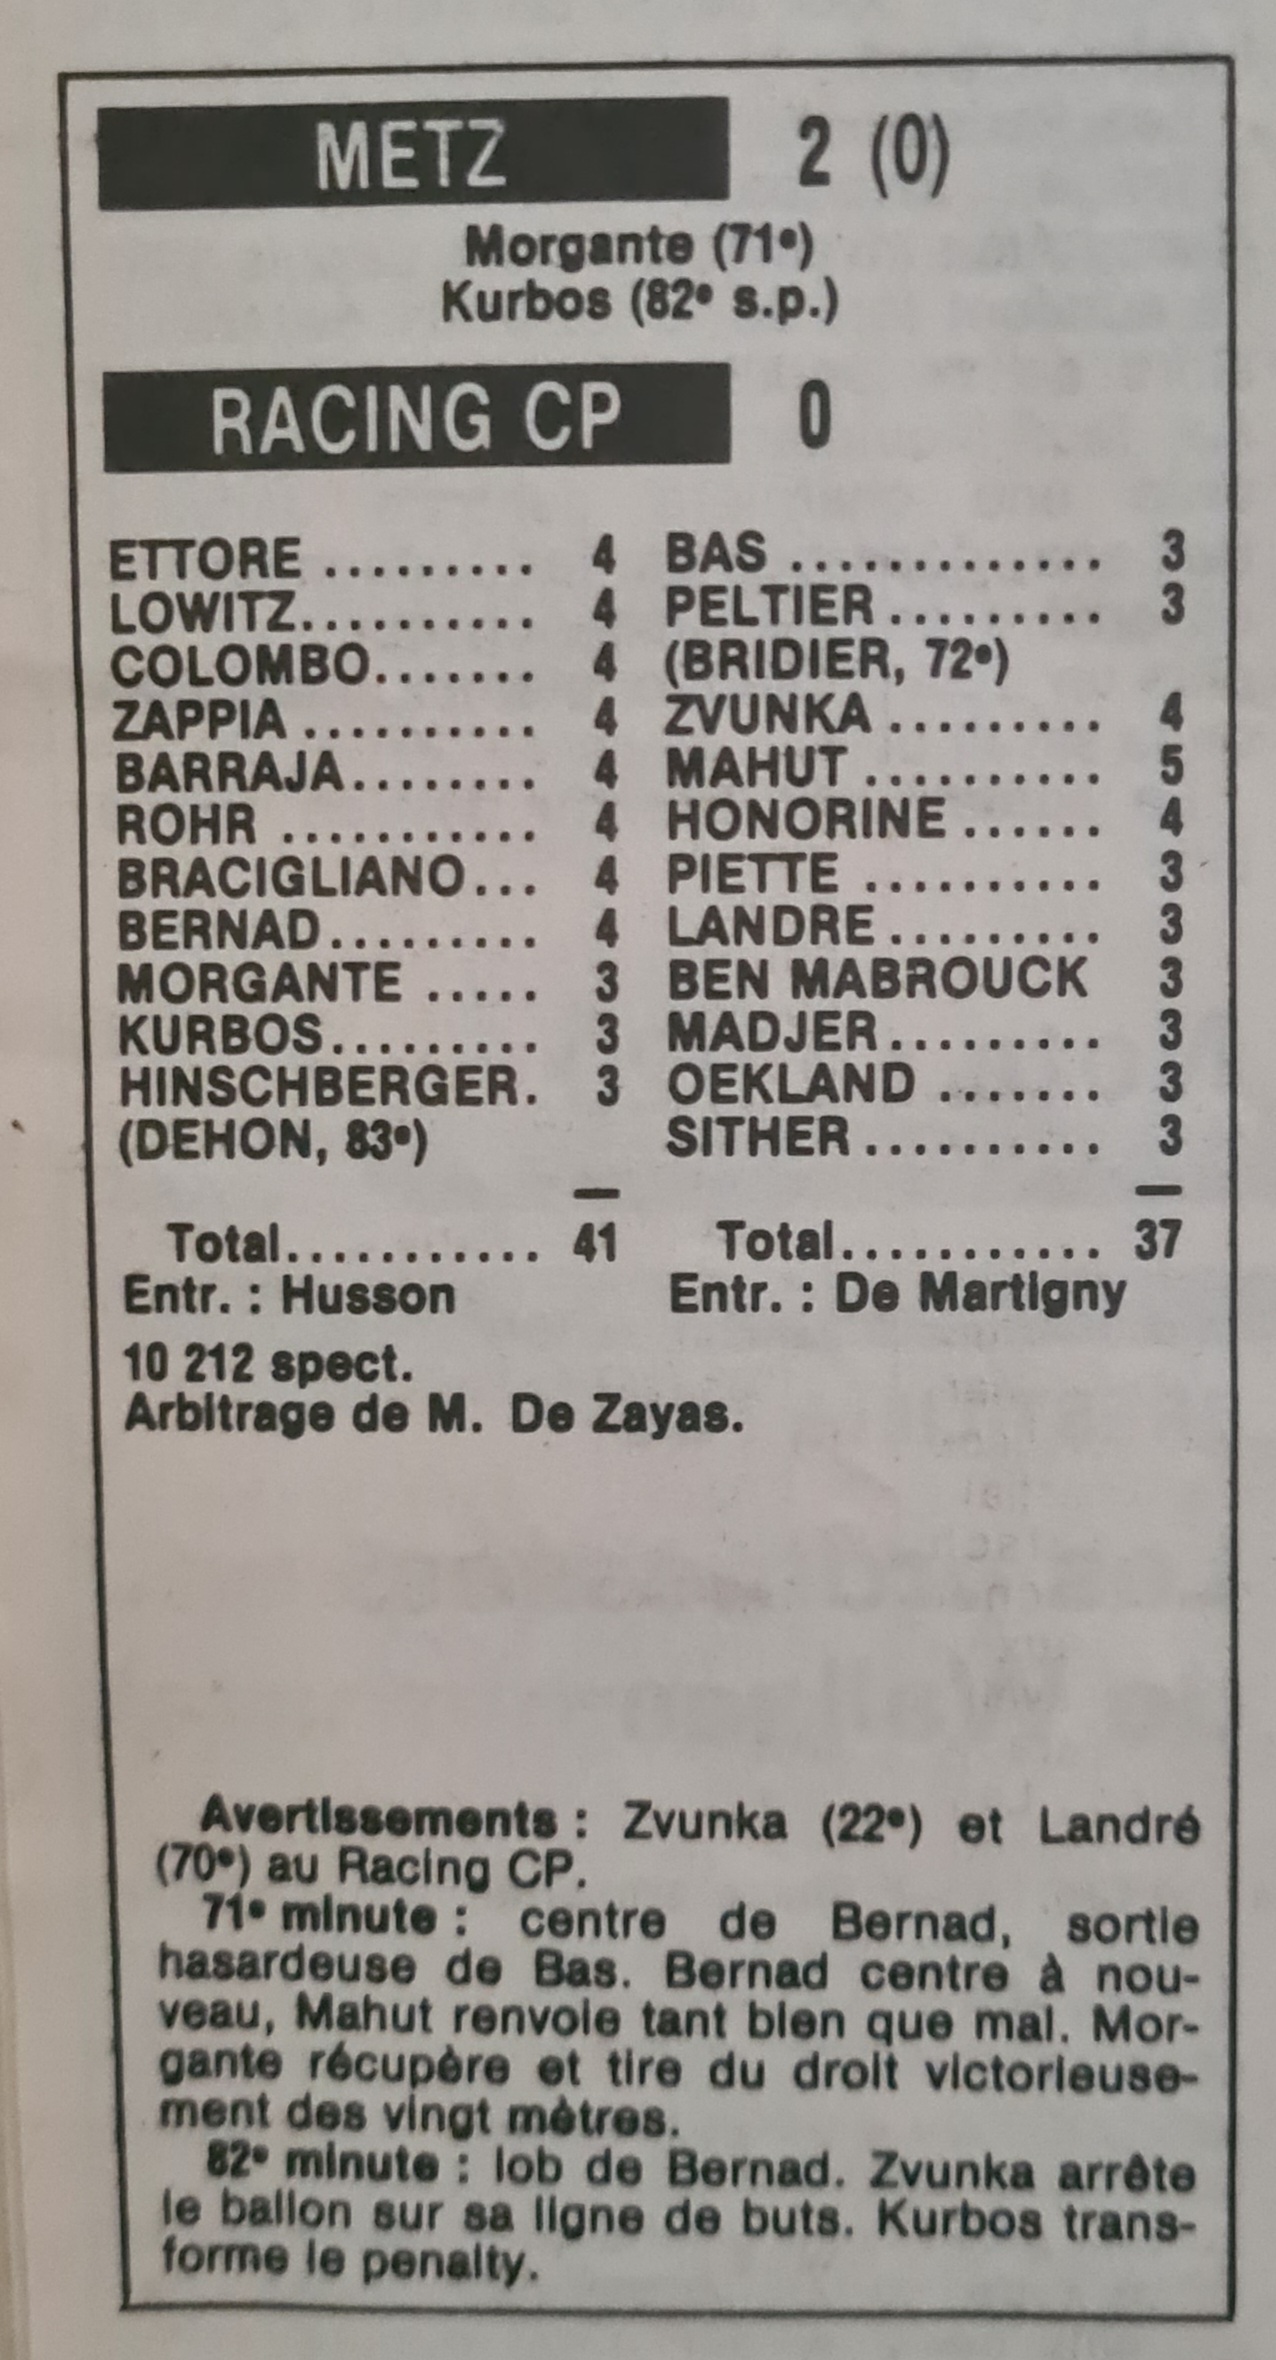 METZ 2 (0)
Morgante (71e)
Kurbos (82e s.p.)
RACING CP 0
ETTORE ......... 4
LOWITZ.......... 4
COLOMBO....... 4
ZAPPIA .......... 4
BARRAJA........ 4
ROHR ........... 4
BRACIGLIANO... 4
BERNAD......... 4
MORGANTE ..... 3
KURBOS......... 3
HINSCHBERGER. 3
(DEHON, 83e)
Total........... 41
Entr. : Husson
BAS ............. 3
PELTIER ......... 3
(BRIDIER, 72e)
ZVUNKA ......... 4
MAHUT .......... 5
HONORINE ...... 4
PIETTE .......... 3
LANDRE ......... 3
BEN MABROUCK 3
MADJER ......... 3
OEKLAND ....... 3
SITHER .......... 3
Total............ 37
Entr. : De Martigny
10 212 spect.
Arbitrage de M. De Zayas.
Avertissements : Zvunka (22e) et Landré
(70e) au Racing CP.
71e minute : centre de Bernad, sortie
hasardeuse de Bas. Bernad centre à nou-
veau, Mahut renvoie tant bien que mal. Mor-
gante récupère et tire du droit victorieuse-
ment des vingt mètres.
82e minute : lob de Bernad. Zvunka arrête
le ballon sur sa ligne de buts. Kurbos trans-
forme le penalty.